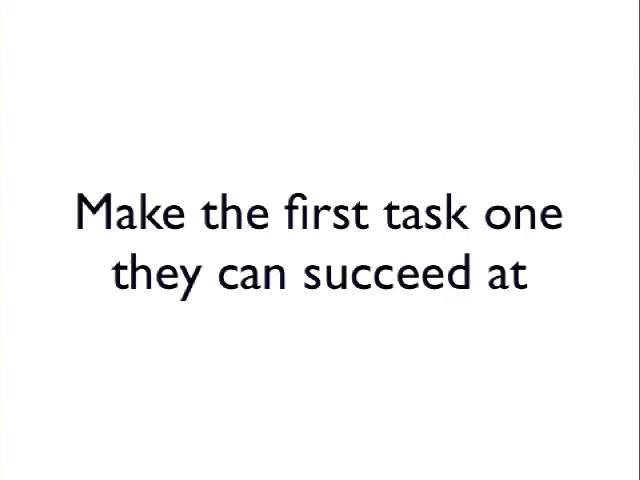 Make the first task one
they can succeed at